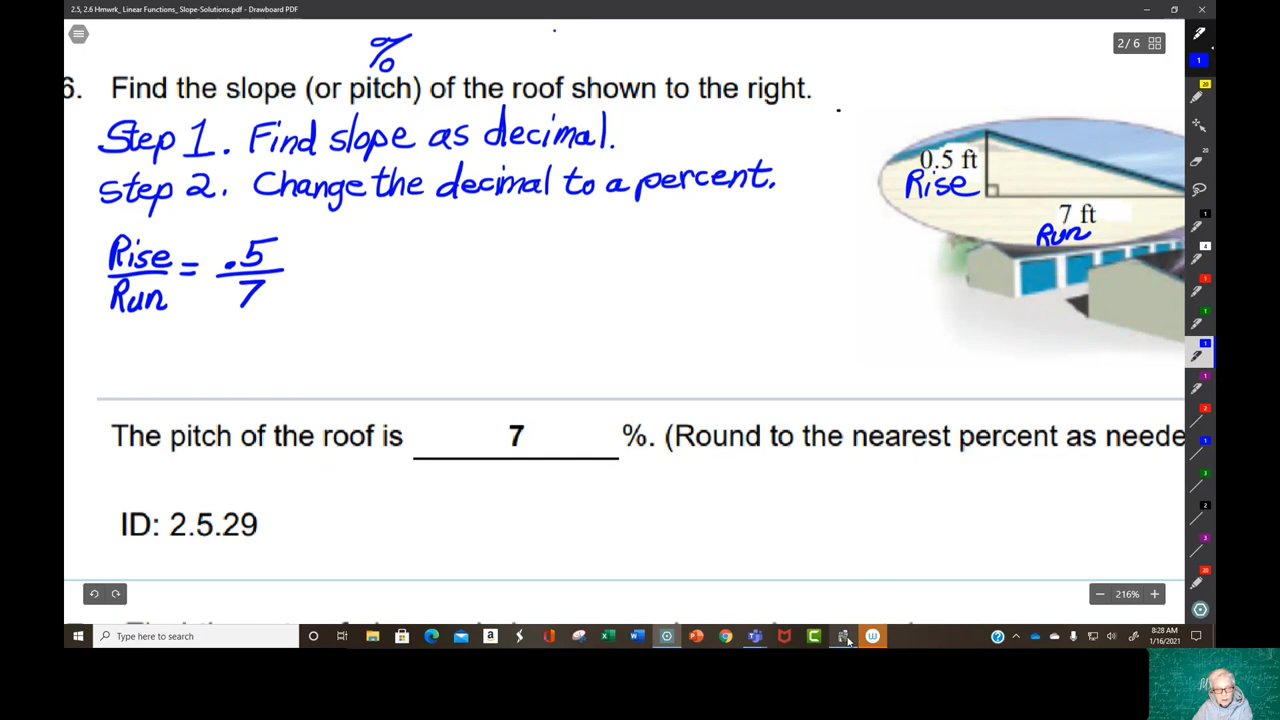 2.5, 2.6 Hmwrk_ Linear Functions_ Slope-Solutions.pdf - Drawboard PDF
2 / 6
%
6. Find the slope (or pitch) of the roof shown to the right.
Step 1. Find slope as decimal.
Step 2. Change the decimal to a percent.
0.5 ft
Rise
7 ft
Run
Rise/Run = .5/7
The pitch of the roof is 7 %. (Round to the nearest percent as neede
ID: 2.5.29
216%
Type here to search
8:28 AM
1/16/2021